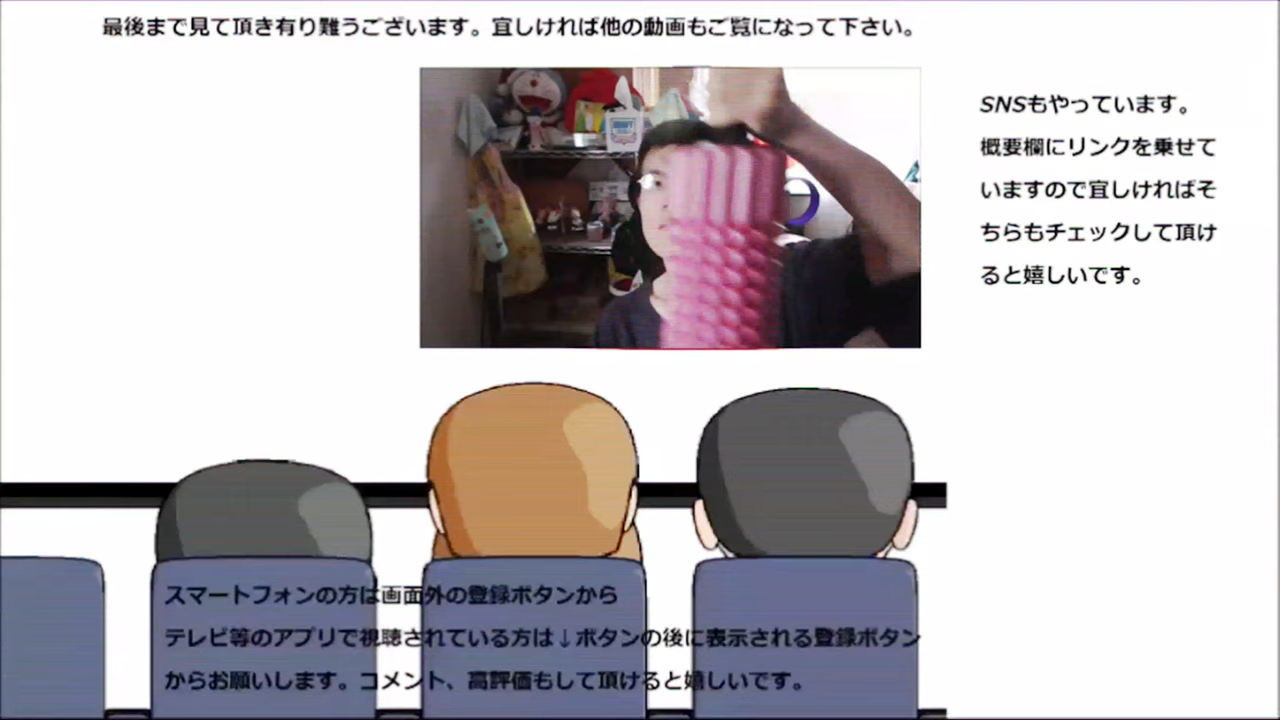 最後まで見て頂き有り難うございます。宜しければ他の動画もご覧になって下さい。
SNSもやっています。
概要欄にリンクを乗せて
いますので宜しければそ
ちらもチェックして頂け
ると嬉しいです。
スマートフォンの方は画面外の登録ボタンから
テレビ等のアプリで視聴されている方は↓ボタンの後に表示される登録ボタン
からお願いします。コメント、高評価もして頂けると嬉しいです。